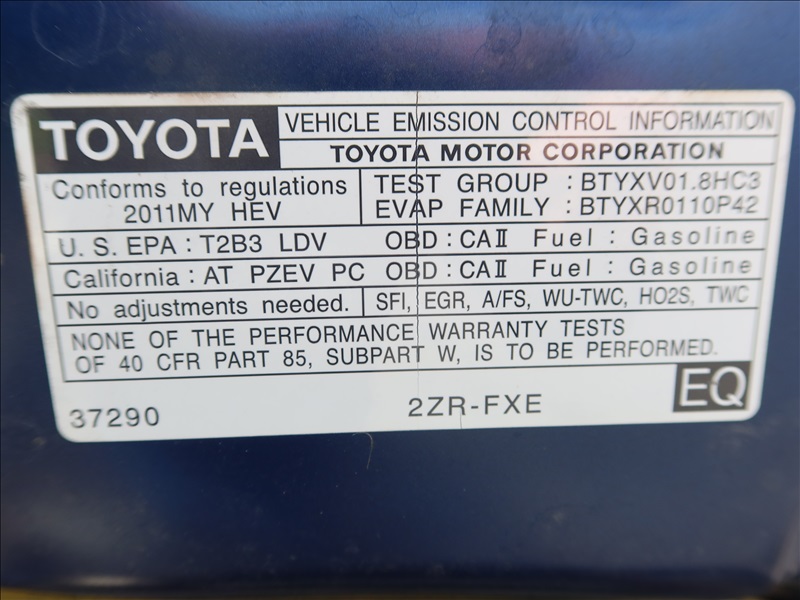 TOYOTA VEHICLE EMISSION CONTROL INFORMATION
TOYOTA MOTOR CORPORATION
Conforms to regulations
2011MY HEV
TEST GROUP : BTYXV01.8HC3
EVAP FAMILY : BTYXR0110P42
U. S. EPA : T2B3 LDV OBD : CAⅡ Fuel : Gasoline
California : AT PZEV PC OBD : CAⅡ Fuel : Gasoline
No adjustments needed. SFI, EGR, A/FS, WU-TWC, HO2S, TWC
NONE OF THE PERFORMANCE WARRANTY TESTS
OF 40 CFR PART 85, SUBPART W, IS TO BE PERFORMED.
37290 2ZR-FXE EQ